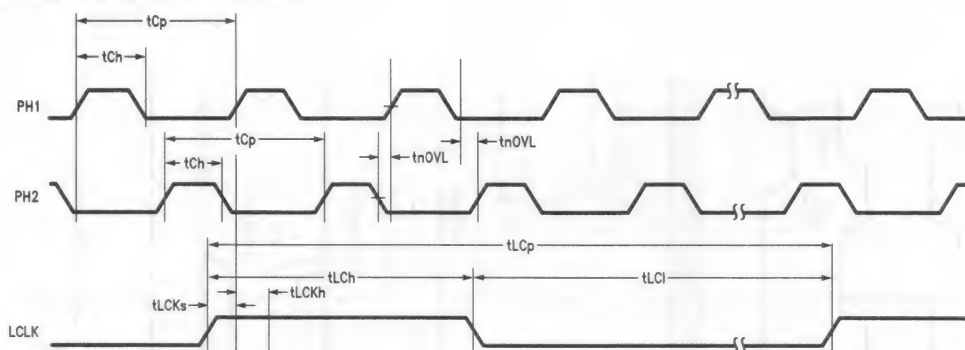 tCp
tCh
PH1
tCp
tCh
tnOVL
tnOVL
PH2
tLCp
tLCh
tLCl
tLCKs
tLCKh
LCLK